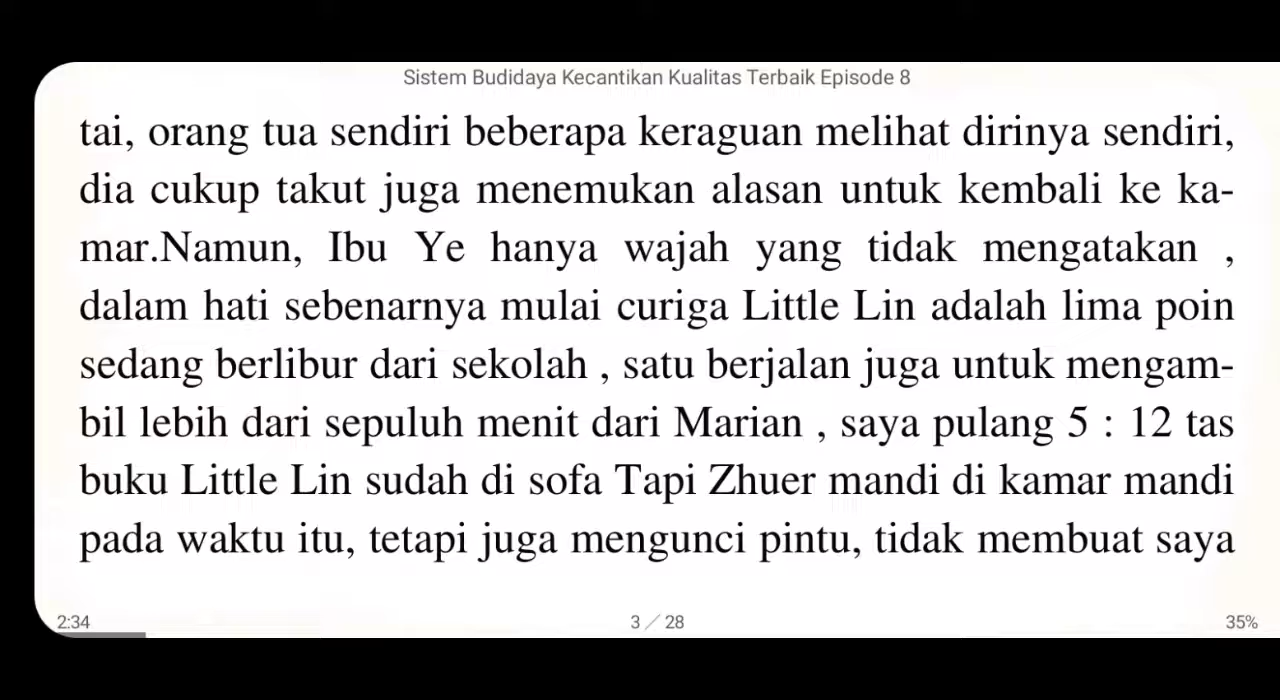 Sistem Budidaya Kecantikan Kualitas Terbaik Episode 8
tai, orang tua sendiri beberapa keraguan melihat dirinya sendiri,
dia cukup takut juga menemukan alasan untuk kembali ke ka-
mar.Namun, Ibu Ye hanya wajah yang tidak mengatakan ,
dalam hati sebenarnya mulai curiga Little Lin adalah lima poin
sedang berlibur dari sekolah , satu berjalan juga untuk mengam-
bil lebih dari sepuluh menit dari Marian , saya pulang 5 : 12 tas
buku Little Lin sudah di sofa Tapi Zhuer mandi di kamar mandi
pada waktu itu, tetapi juga mengunci pintu, tidak membuat saya
2:34 3 / 28 35%